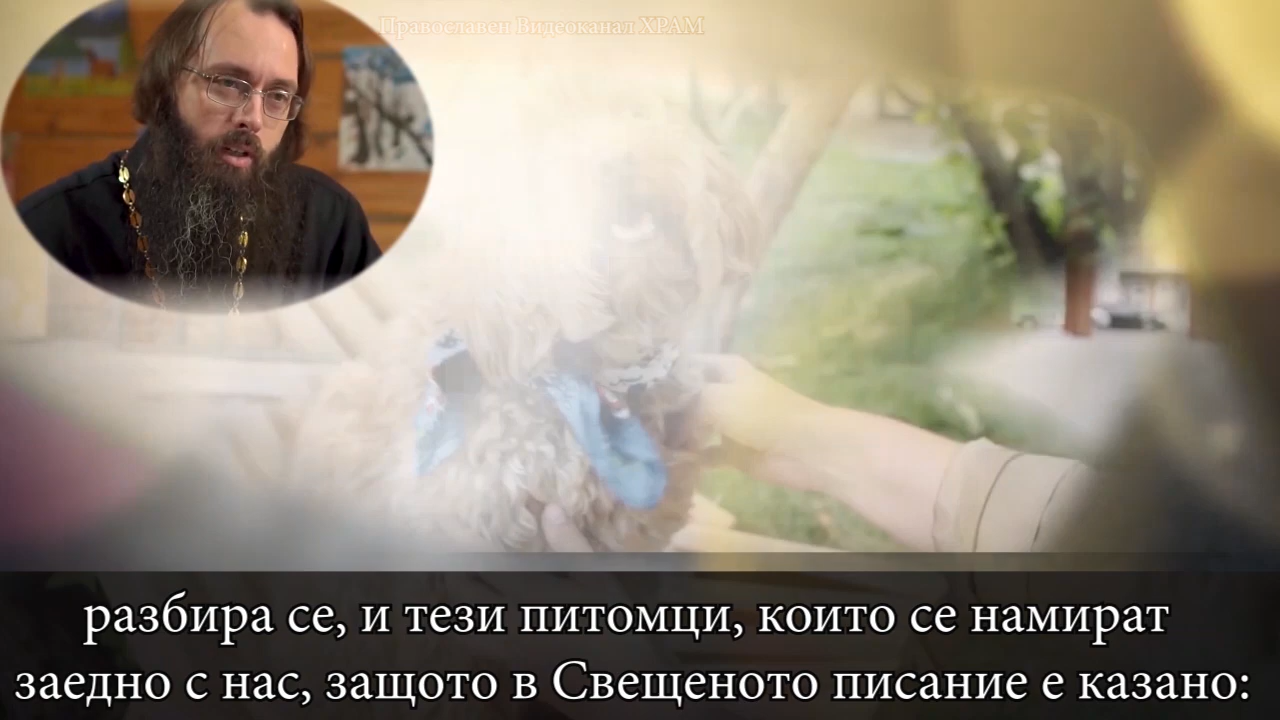 Православен Видеоканал ХРАМ
разбира се, и тези питомци, които се намират
заедно с нас, защото в Свещеното писание е казано: